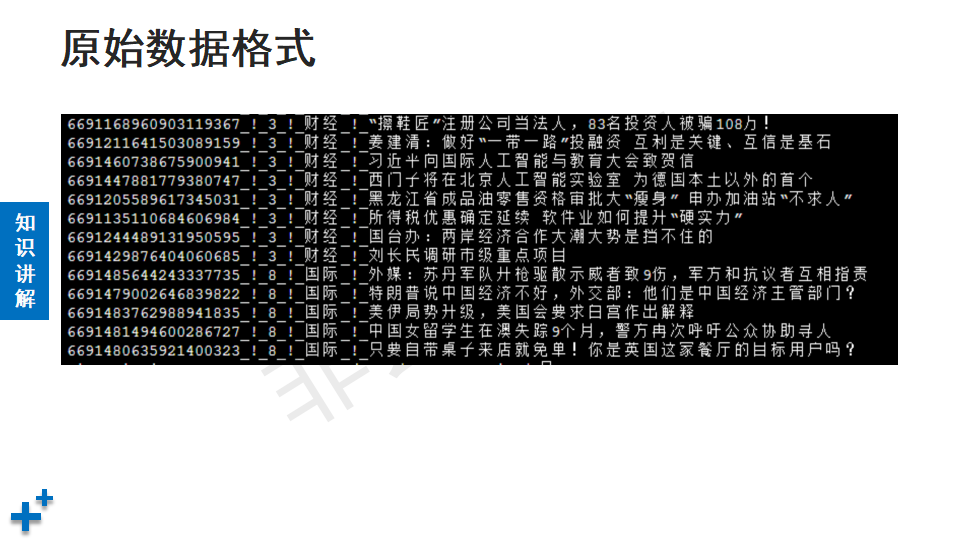 原始数据格式
6691168960903119367_!_3_!_财经_!_“擦鞋匠”注册公司当法人，83名投资人被骗108万！
6691211641503089159_!_3_!_财经_!_姜建清：做好“一带一路”投融资 互利是关键、互信是基石
6691460738675900941_!_3_!_财经_!_习近平向国际人工智能与教育大会致贺信
6691447881779380747_!_3_!_财经_!_西门子将在北京人工智能实验室 为德国本土以外的首个
6691205589617345031_!_3_!_财经_!_黑龙江省成品油零售资格审批大“瘦身” 申办加油站“不求人”
6691135110684606984_!_3_!_财经_!_所得税优惠确定延续 软件业如何提升“硬实力”
6691244489131950595_!_3_!_财经_!_国台办：两岸经济合作大潮大势是挡不住的
6691429876404060685_!_3_!_财经_!_刘长民调研市级重点项目
6691485644243337735_!_8_!_国际_!_外媒：苏丹军队开枪驱散示威者致9伤，军方和抗议者互相指责
6691479002646839822_!_8_!_国际_!_特朗普说中国经济不好，外交部：他们是中国经济主管部门？
6691483762988941835_!_8_!_国际_!_美伊局势升级，美国会要求白宫作出解释
6691481494600286727_!_8_!_国际_!_中国女留学生在澳失踪9个月，警方再次呼吁公众协助寻人
6691480635921400323_!_8_!_国际_!_只要自带桌子来店就免单！你是英国这家餐厅的目标用户吗？
知识讲解
非